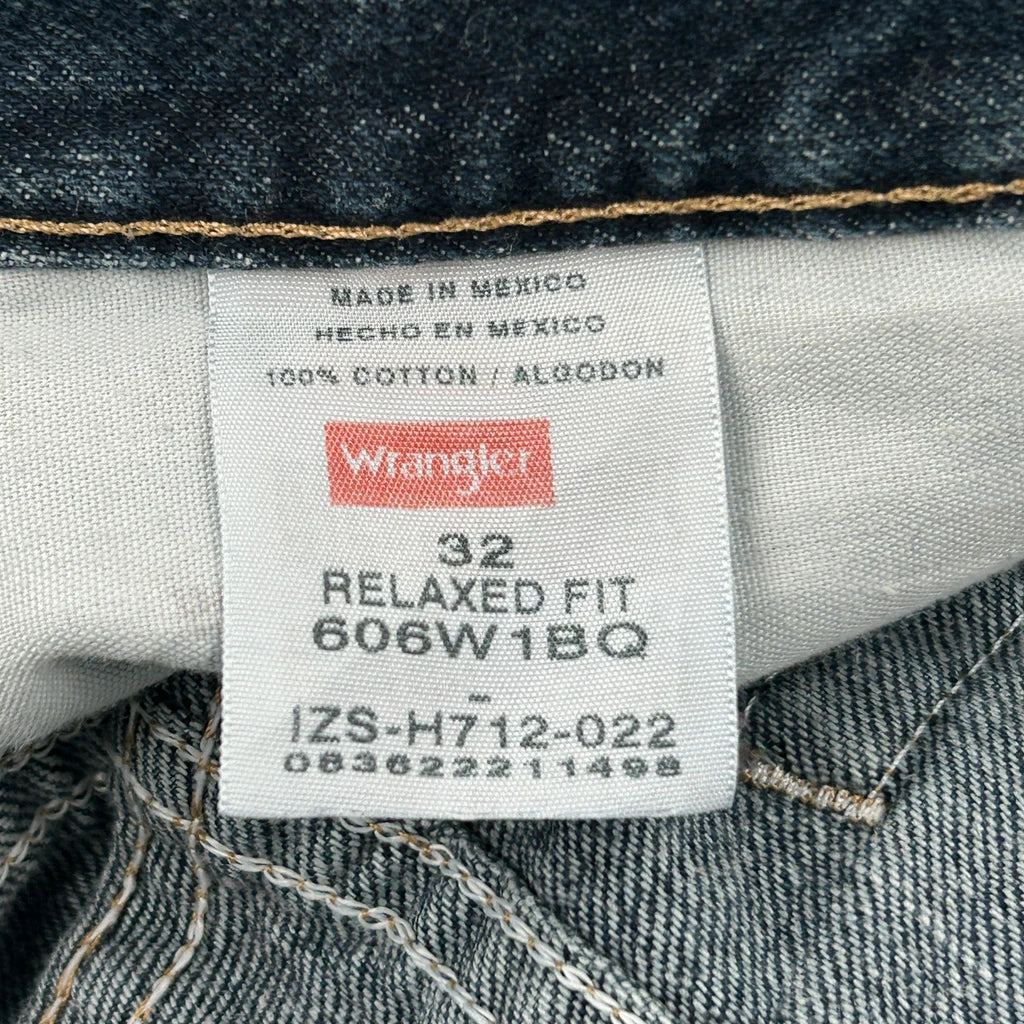 MADE IN MEXICO
HECHO EN MEXICO
100% COTTON / ALGODON
Wrangler
32
RELAXED FIT
606W1BQ
-
IZS-H712-022
083622211498